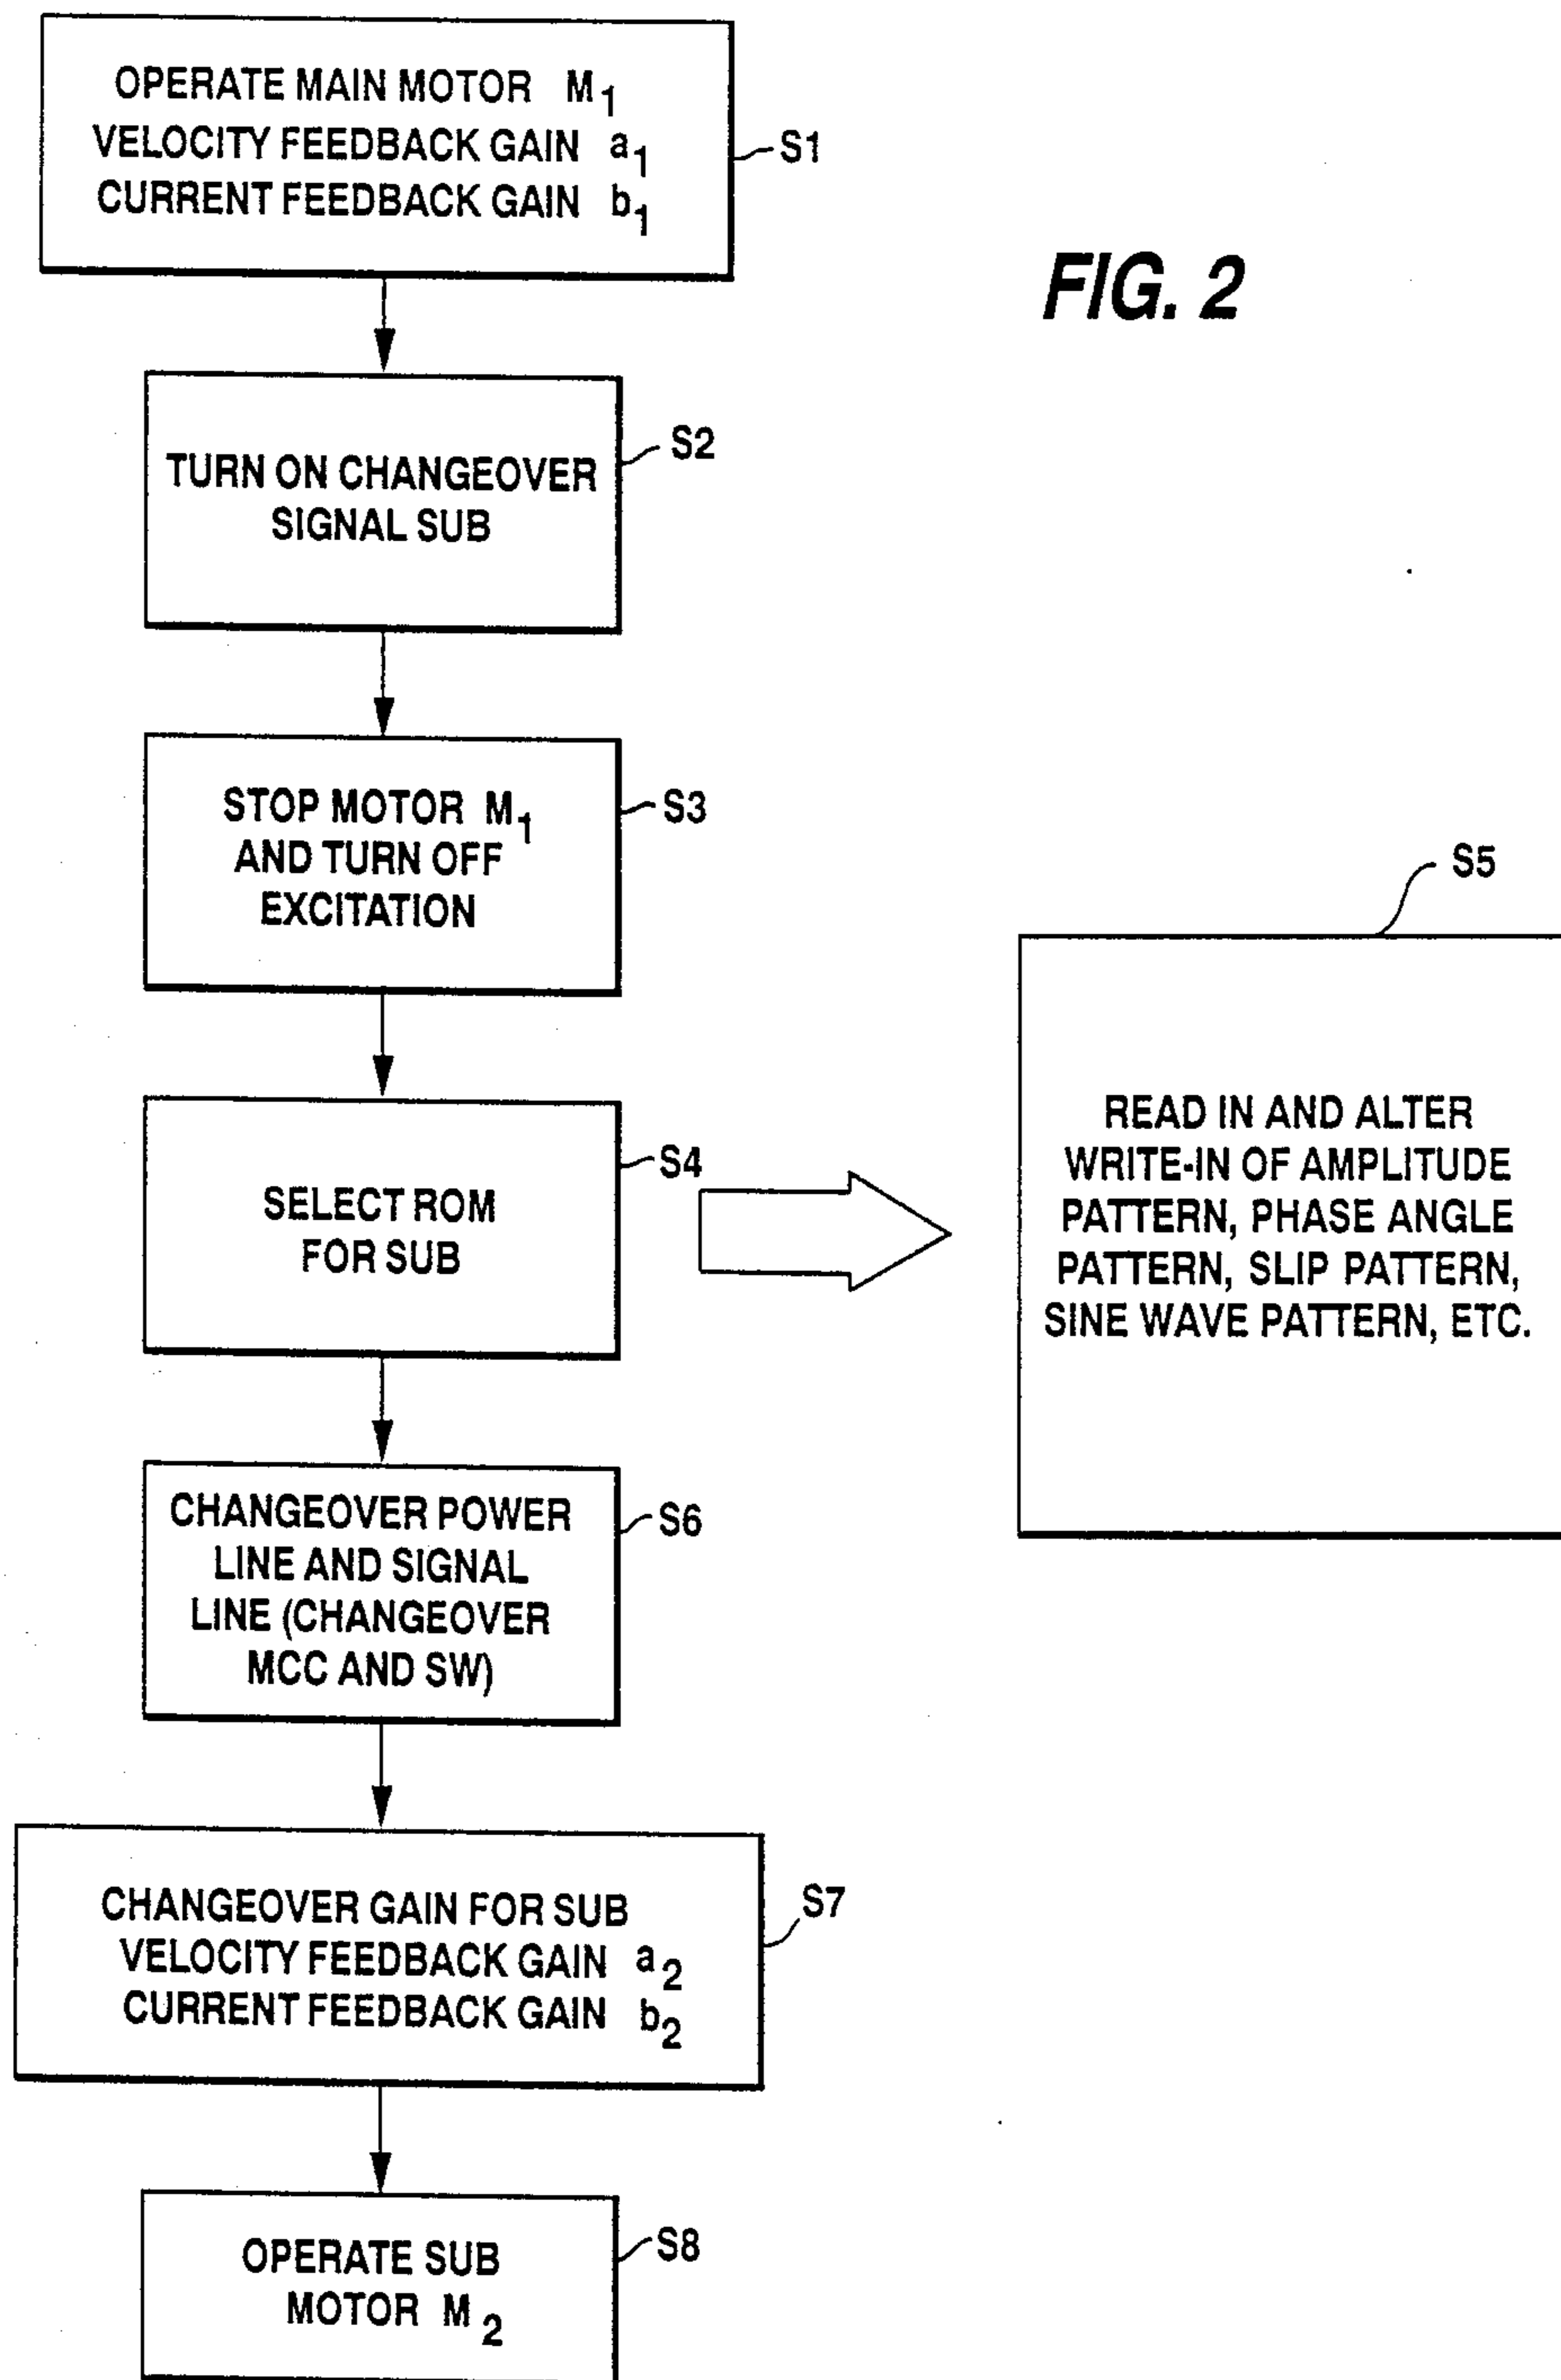 OPERATE MAIN MOTOR M1
VELOCITY FEEDBACK GAIN a1
CURRENT FEEDBACK GAIN b1
S1
FIG. 2
TURN ON CHANGEOVER
SIGNAL SUB
S2
STOP MOTOR M1
AND TURN OFF
EXCITATION
S3
SELECT ROM
FOR SUB
S4
S5
READ IN AND ALTER
WRITE-IN OF AMPLITUDE
PATTERN, PHASE ANGLE
PATTERN, SLIP PATTERN,
SINE WAVE PATTERN, ETC.
CHANGEOVER POWER
LINE AND SIGNAL
LINE (CHANGEOVER
MCC AND SW)
S6
CHANGEOVER GAIN FOR SUB
VELOCITY FEEDBACK GAIN a2
CURRENT FEEDBACK GAIN b2
S7
OPERATE SUB
MOTOR M2
S8